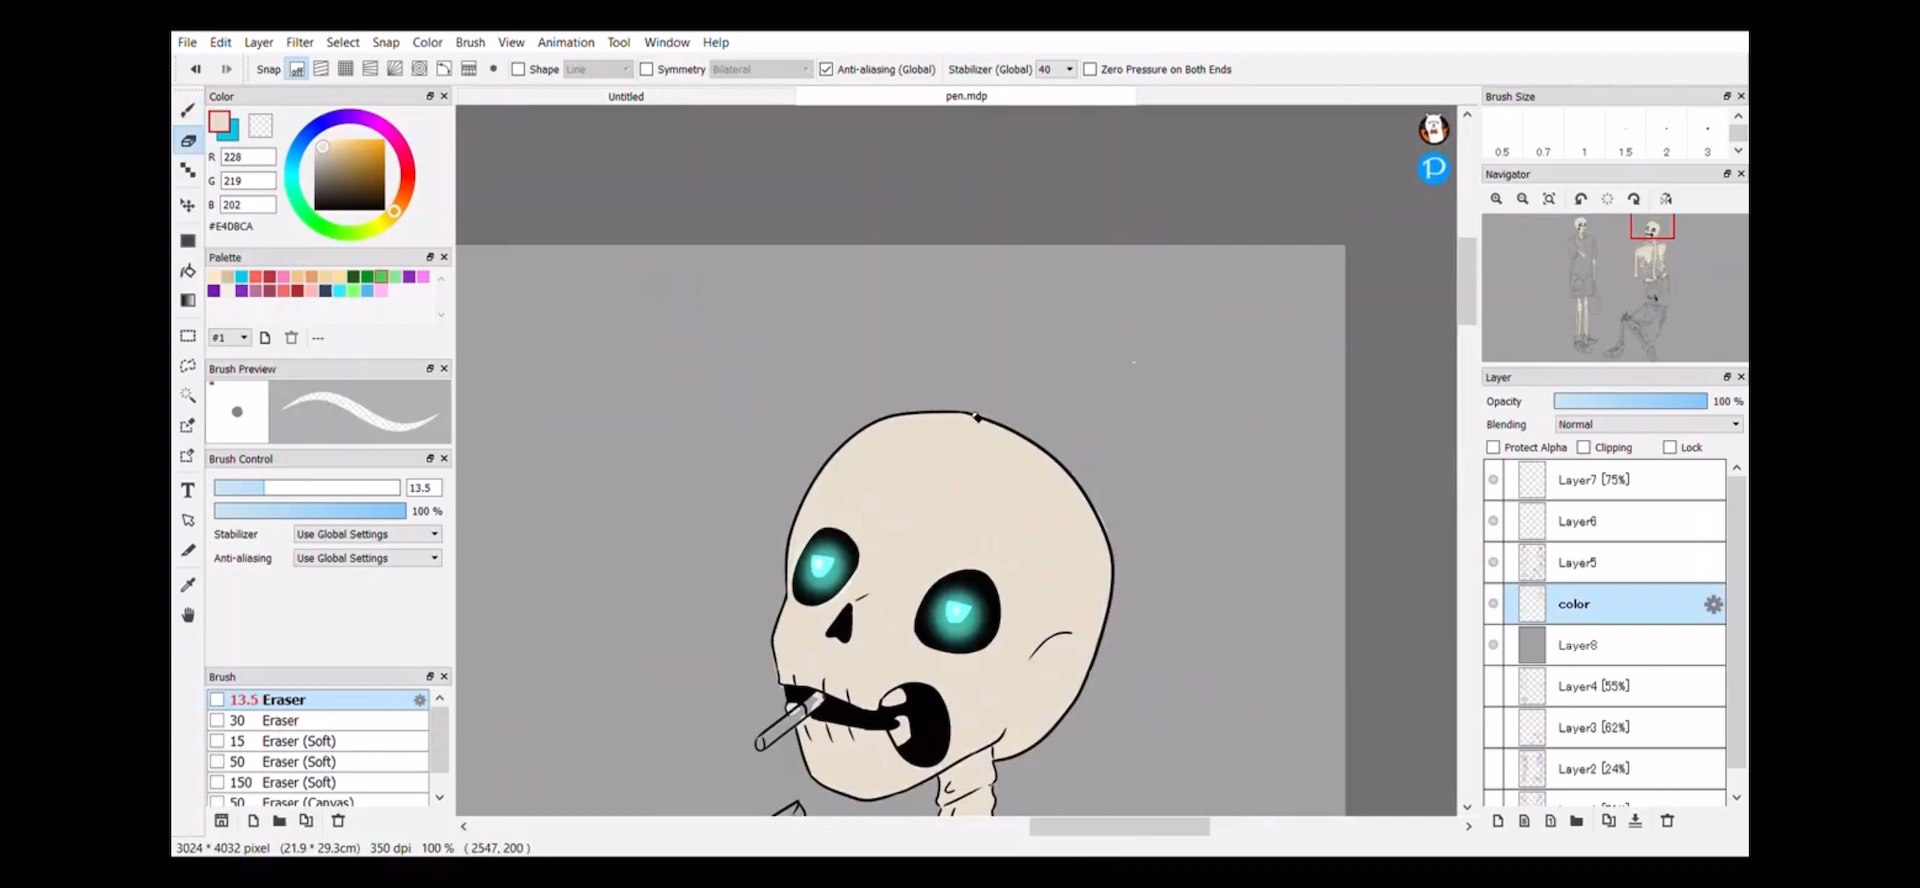 File Edit Layer Filter Select Snap Color Brush View Animation Tool Window Help
Snap off Shape Line Symmetry Bilateral Anti-aliasing (Global) Stabilizer (Global) 40 Zero Pressure on Both Ends
Color
R 228
G 219
B 202
#E4DBCA
Palette
#1 ---
Brush Preview
Brush Control
13.5
100 %
Stabilizer Use Global Settings
Anti-aliasing Use Global Settings
Brush
13.5 Eraser
30 Eraser
15 Eraser (Soft)
50 Eraser (Soft)
150 Eraser (Soft)
50 Eraser (Canvas)
Untitled pen.mdp
P
Brush Size
0.5 0.7 1 1.5 2 3
Navigator
Layer
Opacity 100 %
Blending Normal
Protect Alpha Clipping Lock
Layer7 [75%]
Layer6
Layer5
color
Layer8
Layer4 [55%]
Layer3 [62%]
Layer2 [24%]
3024 * 4032 pixel (21.9 * 29.3cm) 350 dpi 100 % ( 2547, 200 )